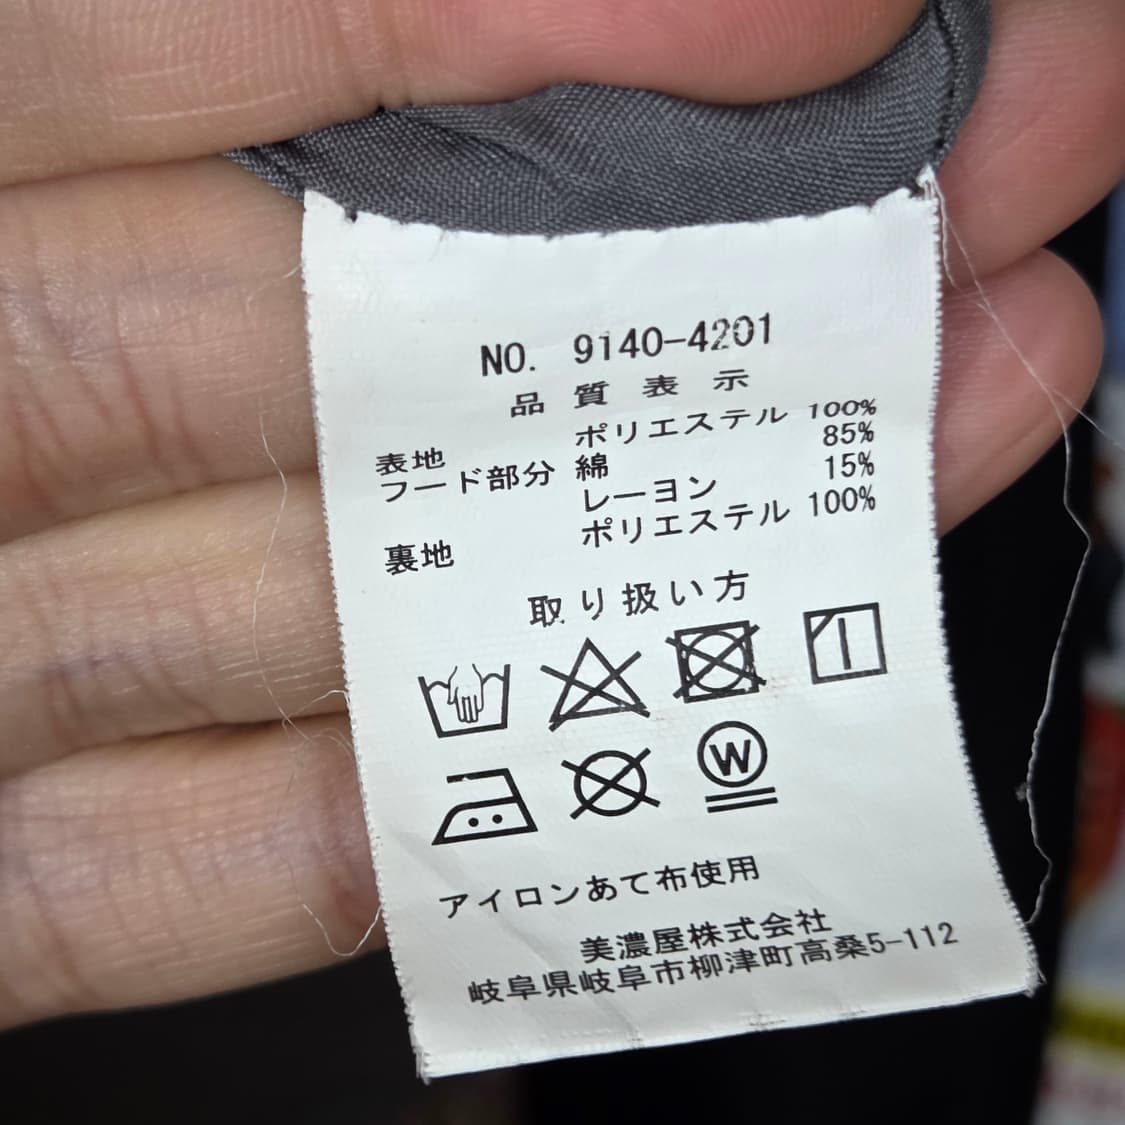 NO. 9140-4201
品質表示
表地 ポリエステル 100%
フード部分 綿 85%
レーヨン 15%
裏地 ポリエステル 100%
取り扱い方
W
アイロンあて布使用
美濃屋株式会社
岐阜県岐阜市柳津町高桑5-112